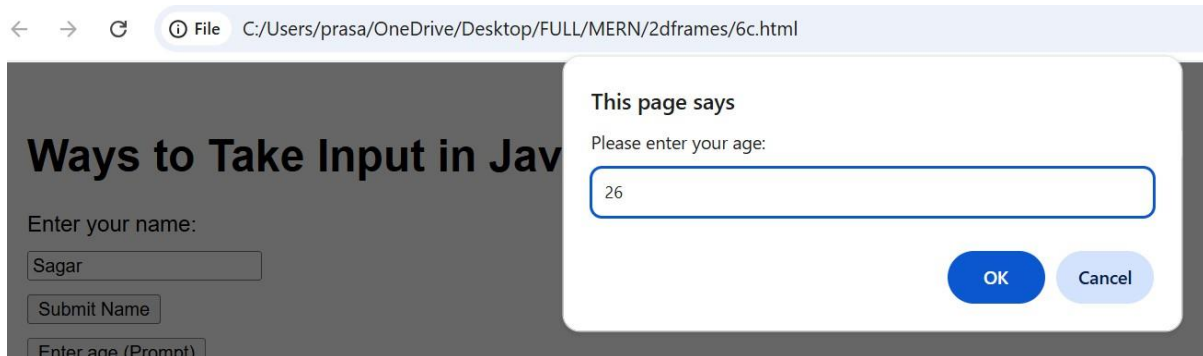 File C:/Users/prasa/OneDrive/Desktop/FULL/MERN/2dframes/6c.html
This page says
Please enter your age:
26
OK Cancel
Ways to Take Input in Jav
Enter your name:
Sagar
Submit Name
Enter age (Prompt)